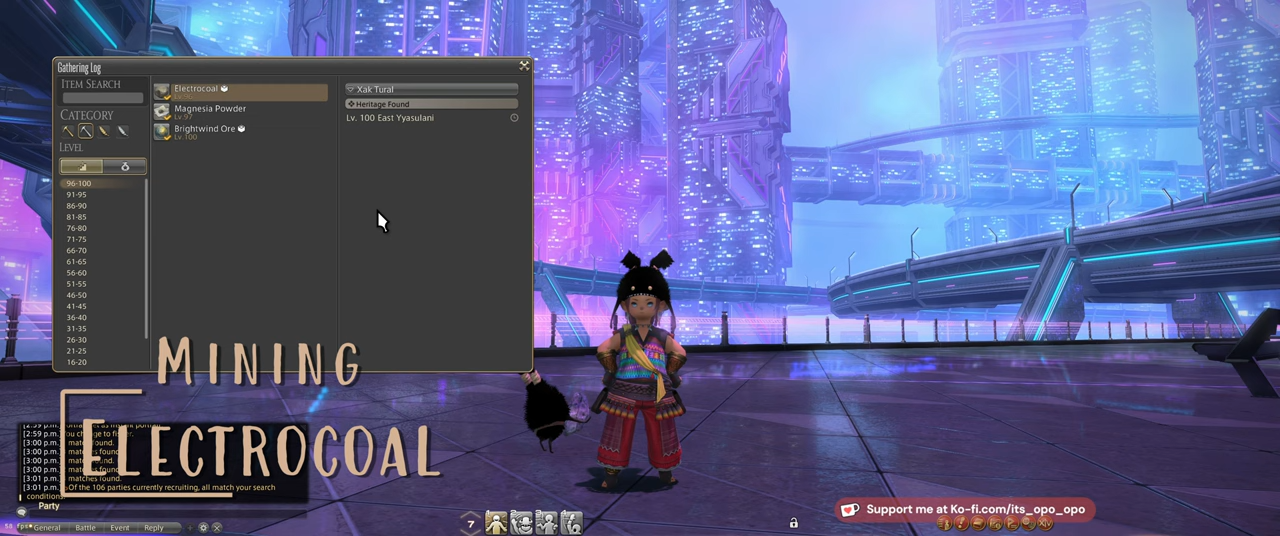 Gathering Log
ITEM SEARCH
CATEGORY
LEVEL
96-100
91-95
86-90
81-85
76-80
71-75
66-70
61-65
56-60
51-55
46-50
41-45
36-40
31-35
26-30
21-25
16-20
Electrocoal
Magnesia Powder
Lv.97
Brightwind Ore
Lv.100
Xak Tural
Heritage Found
Lv. 100 East Yyasulani
MINING
ELECTROCOAL
[2:59 p.m.]
[3:00 p.m.]
[3:00 p.m.]
[3:00 p.m.]
[3:00 p.m.]
[3:01 p.m.] matches found.
[3:01 p.m.] Of the 106 parties currently recruiting, all match your search
conditions.
Party
General Battle Event Reply
58 fps
7
Support me at Ko-fi.com/its_opo_opo